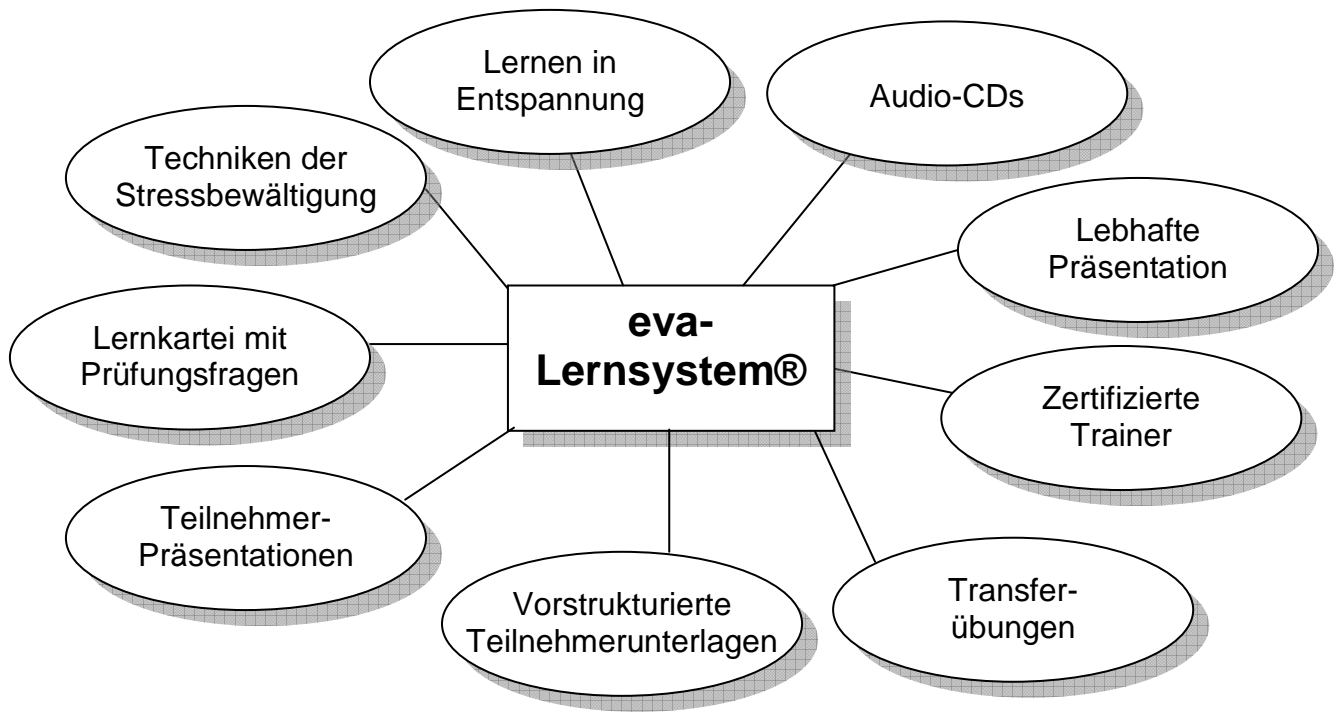 Lernen in
Entspannung
Audio-CDs
Techniken der
Stressbewältigung
Lebhafte
Präsentation
eva-
Lernsystem®
Lernkartei mit
Prüfungsfragen
Zertifizierte
Trainer
Teilnehmer-
Präsentationen
Vorstrukturierte
Teilnehmerunterlagen
Transfer-
übungen